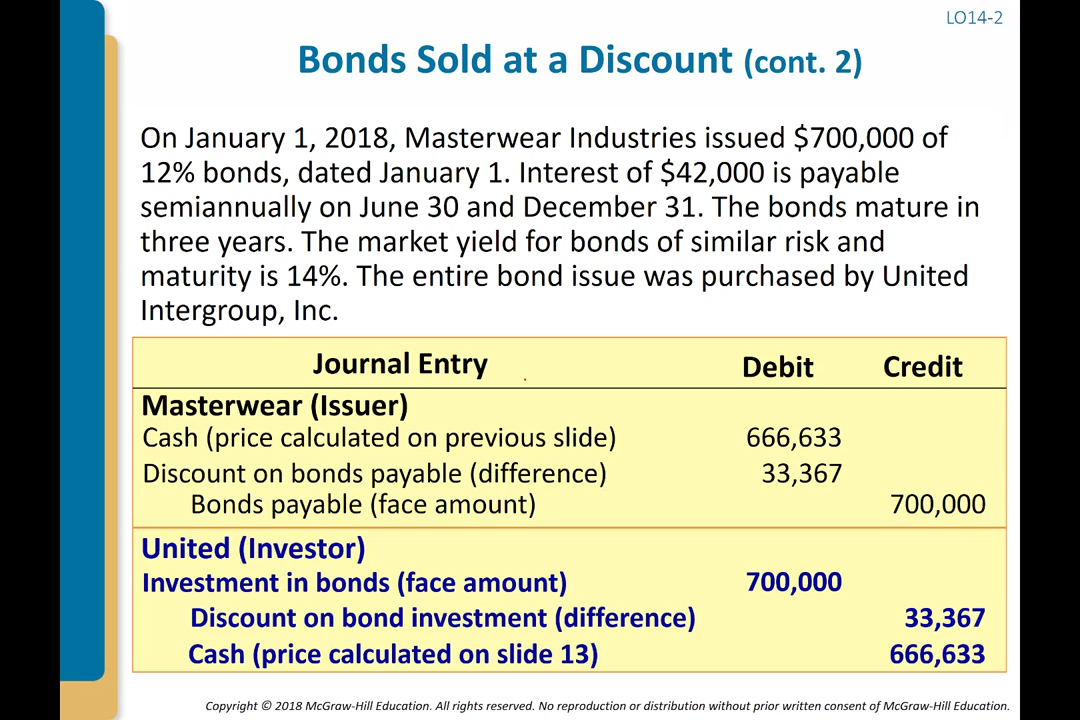 LO14-2
Bonds Sold at a Discount (cont. 2)
On January 1, 2018, Masterwear Industries issued $700,000 of
12% bonds, dated January 1. Interest of $42,000 is payable
semiannually on June 30 and December 31. The bonds mature in
three years. The market yield for bonds of similar risk and
maturity is 14%. The entire bond issue was purchased by United
Intergroup, Inc.
Journal Entry Debit Credit
Masterwear (Issuer)
Cash (price calculated on previous slide) 666,633
Discount on bonds payable (difference) 33,367
Bonds payable (face amount) 700,000
United (Investor)
Investment in bonds (face amount) 700,000
Discount on bond investment (difference) 33,367
Cash (price calculated on slide 13) 666,633
Copyright © 2018 McGraw-Hill Education. All rights reserved. No reproduction or distribution without prior written consent of McGraw-Hill Education.